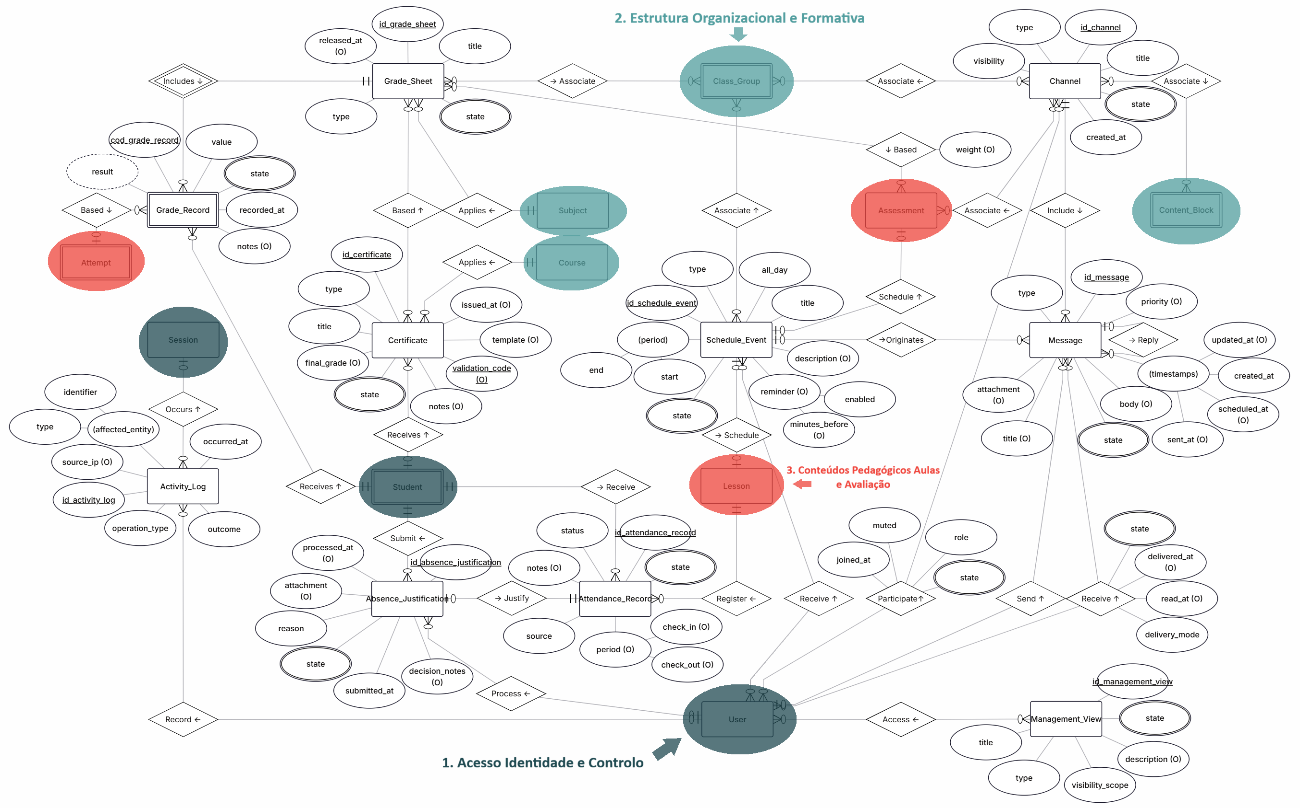 2. Estrutura Organizacional e Formativa
id_grade_sheet
released_at
(O)
title
Includes ↓
Grade_Sheet
→ Associate
Class_Group
Associate ←
type
id_channel
visibility
title
Channel
Associate ↓
type
state
state
created_at
cod_grade_record
value
↓ Based
weight (O)
result
state
Based ↓
Grade_Record
recorded_at
Based ↑
Applies ←
Subject
Associate ↑
Assessment
Associate ←
Include ↓
Content_Block
notes (O)
Attempt
id_certificate
Applies ←
Course
type
all_day
type
id_message
type
issued_at (O)
id_schedule_event
title
Schedule ↑
priority (O)
Session
title
Certificate
template (O)
(period)
Schedule_Event
→Originates
Message
→ Reply
updated_at (O)
final_grade (O)
validation_code
(O)
end
start
description (O)
(timestamps)
created_at
identifier
state
notes (O)
reminder (O)
enabled
attachment
(O)
body (O)
scheduled_at
(O)
Occurs ↑
state
minutes_before
(O)
type
(affected_entity)
occurred_at
Receives ↑
→ Schedule
title (O)
state
sent_at (O)
source_ip (O)
Activity_Log
Receives ↑
Student
→ Receive
Lesson
3. Conteúdos Pedagógicos Aulas
e Avaliação
id_activity_log
operation_type
outcome
Submit ←
status
id_attendance_record
muted
role
state
processed_at
(O)
id_absence_justification
notes (O)
state
joined_at
state
delivered_at
(O)
attachment
(O)
Absence_Justification
→ Justify
Attendance_Record
Register ←
Receive ↑
Participate↑
Send ↑
Receive ↑
read_at (O)
reason
source
period (O)
check_in (O)
delivery_mode
state
submitted_at
decision_notes
(O)
check_out (O)
Process ←
id_management_view
Record ←
User
Access ←
Management_View
state
title
description (O)
1. Acesso Identidade e Controlo
type
visibility_scope